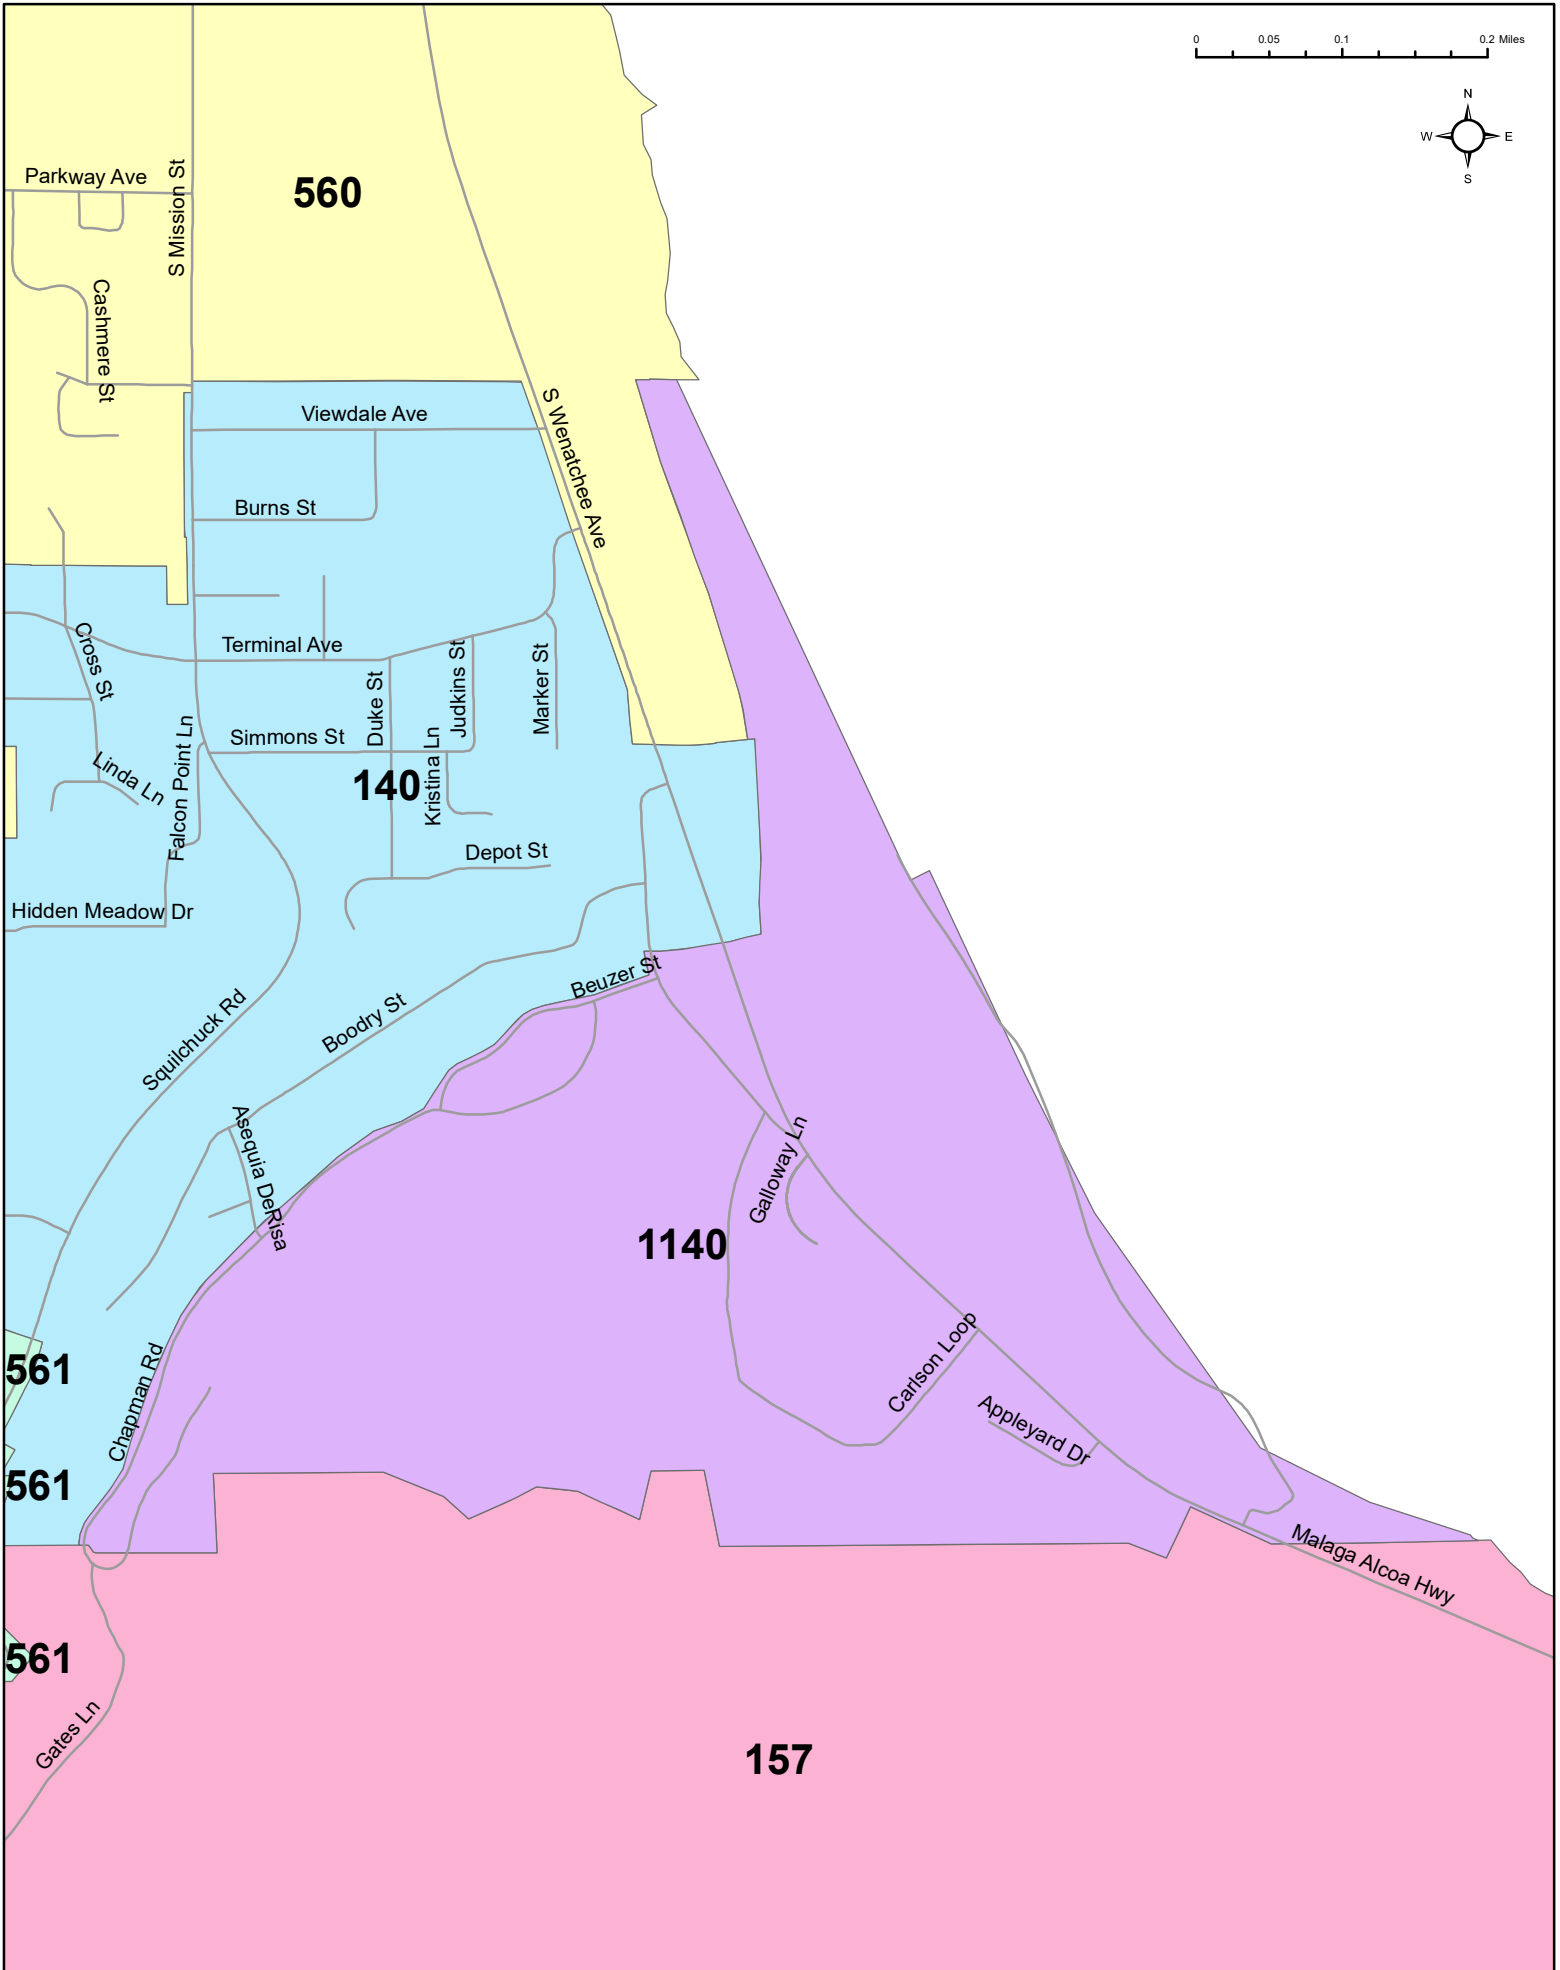 0 0.05 0.1 0.2 Miles
N
W E
S
Parkway Ave
S Mission St
560
Cashmere St
Viewdale Ave
S Wenatchee Ave
Burns St
Cross St
Terminal Ave
Duke St
Judkins St
Marker St
Falcon Point Ln
Simmons St
Linda Ln
140
Kristina Ln
Depot St
Hidden Meadow Dr
Beuzer St
Squilchuck Rd
Boodry St
Asequia DeRisa
Galloway Ln
1140
561
Chapman Rd
Carlson Loop
Appleyard Dr
561
Malaga Alcoa Hwy
561
Gates Ln
157